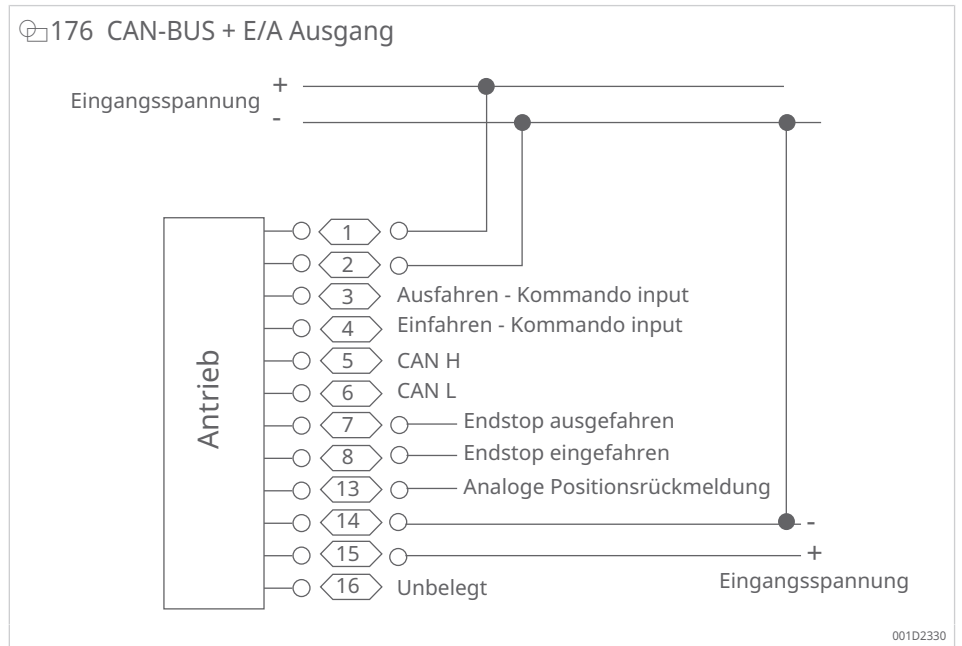 176 CAN-BUS + E/A Ausgang
Eingangsspannung
+
-
1
2
3 Ausfahren - Kommando input
4 Einfahren - Kommando input
5 CAN H
6 CAN L
7 Endstop ausgefahren
8 Endstop eingefahren
13 Analoge Positionsrückmeldung
14 -
15 +
Eingangsspannung
16 Unbelegt
Antrieb
001D2330